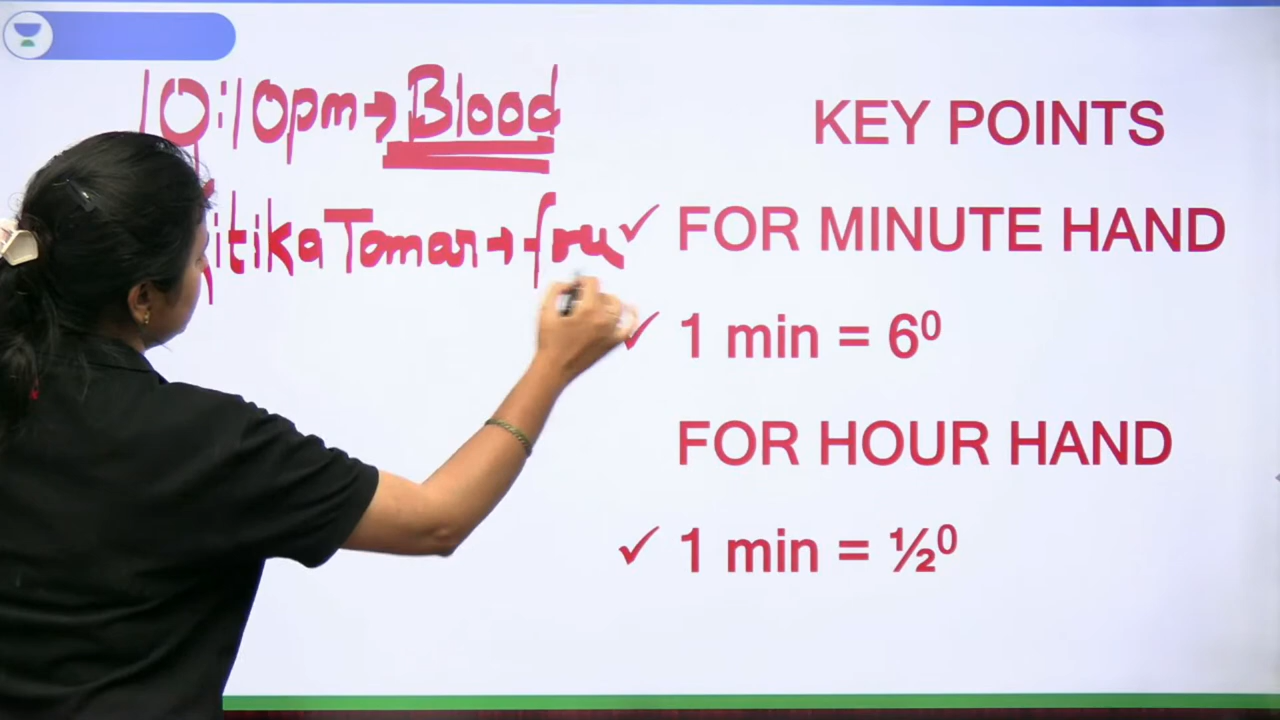 10:10pm → Blood
itika Tomar → free
KEY POINTS
✓ FOR MINUTE HAND
✓ 1 min = 6⁰
FOR HOUR HAND
✓ 1 min = ½⁰